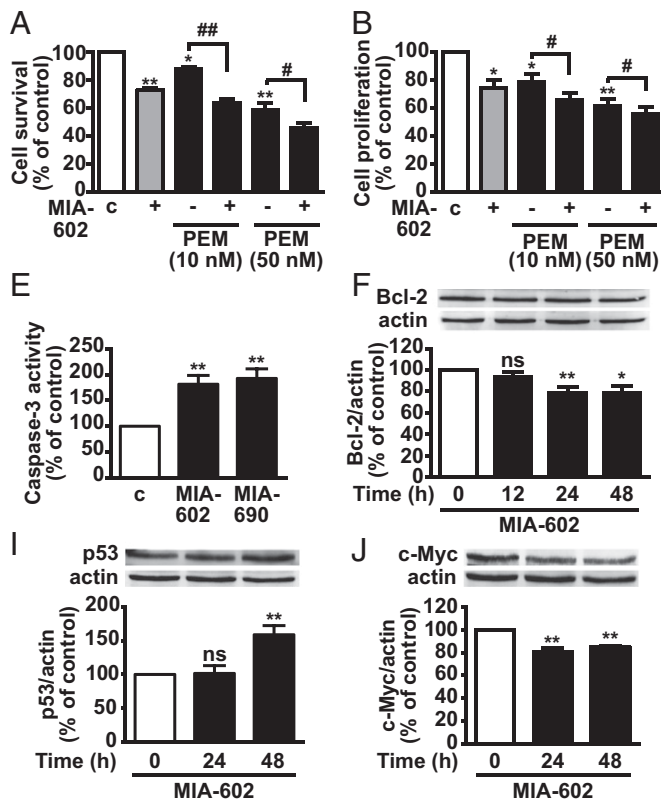 A
Cell survival
(% of control)
100
80
60
40
20
0
**
*
##
**
#
MIA-
602
c
+
-
+
-
+
PEM
(10 nM)
PEM
(50 nM)
B
Cell proliferation
(% of control)
100
80
60
40
20
0
*
*
#
**
#
MIA-
602
c
+
-
+
-
+
PEM
(10 nM)
PEM
(50 nM)
E
Caspase-3 activity
(% of control)
250
200
150
100
50
0
**
**
c
MIA-
602
MIA-
690
F
Bcl-2
actin
Bcl-2/actin
(% of control)
120
100
80
60
40
20
0
ns
**
*
Time (h)
0
12
24
48
MIA-602
I
p53
actin
p53/actin
(% of control)
200
150
100
50
0
ns
**
Time (h)
0
24
48
MIA-602
J
c-Myc
actin
c-Myc/actin
(% of control)
120
100
80
60
40
20
0
**
**
Time (h)
0
24
48
MIA-602